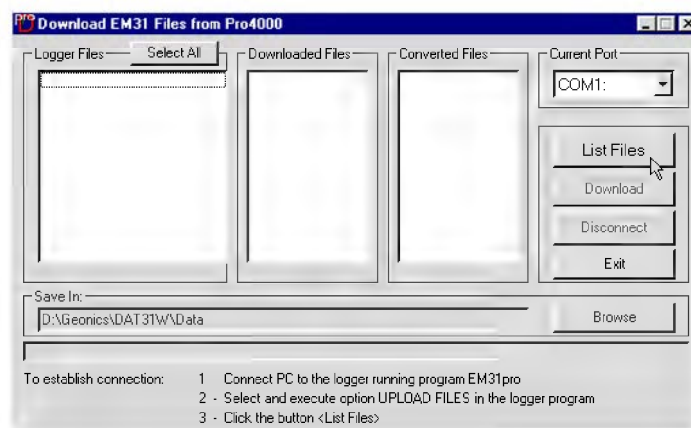 Pro Download EM31 Files from Pro4000
Logger Files Select All Downloaded Files Converted Files Current Port
COM1:
List Files
Download
Disconnect
Exit
Save In:
D:\Geonics\DAT31W\Data Browse
To establish connection: 1 Connect PC to the logger running program EM31pro
2 - Select and execute option UPLOAD FILES in the logger program
3 - Click the button <List Files>